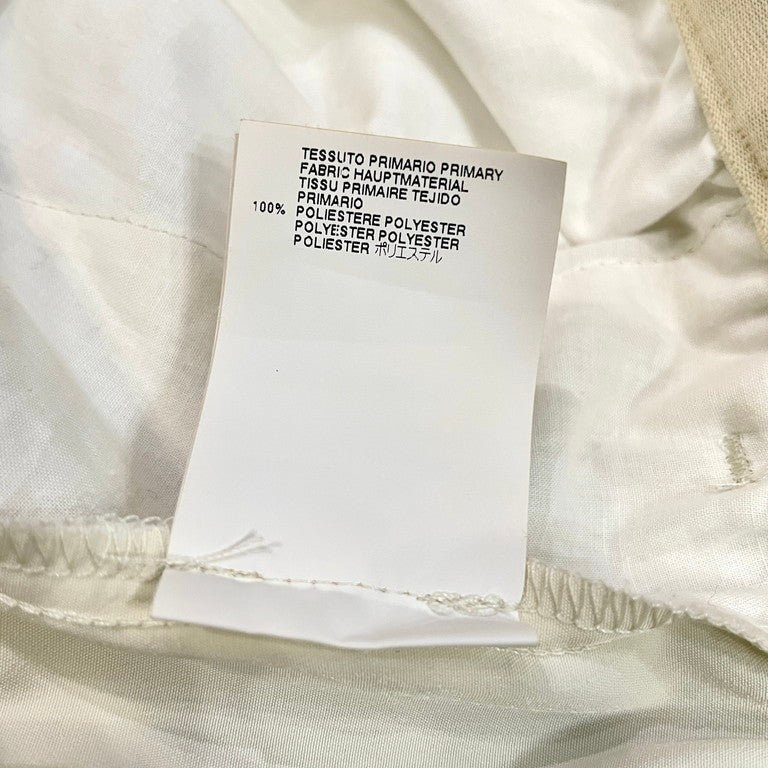 TESSUTO PRIMARIO PRIMARY
FABRIC HAUPTMATERIAL
TISSU PRIMAIRE TEJIDO
PRIMARIO
100% POLIESTERE POLYESTER
POLYESTER POLYESTER
POLIESTER ポリエステル